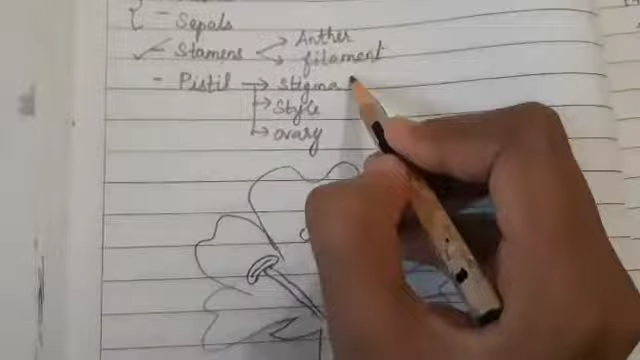 - Sepals
- Stamens → Anther
→ filament
- Pistil → Stigma
→ Style
→ ovary